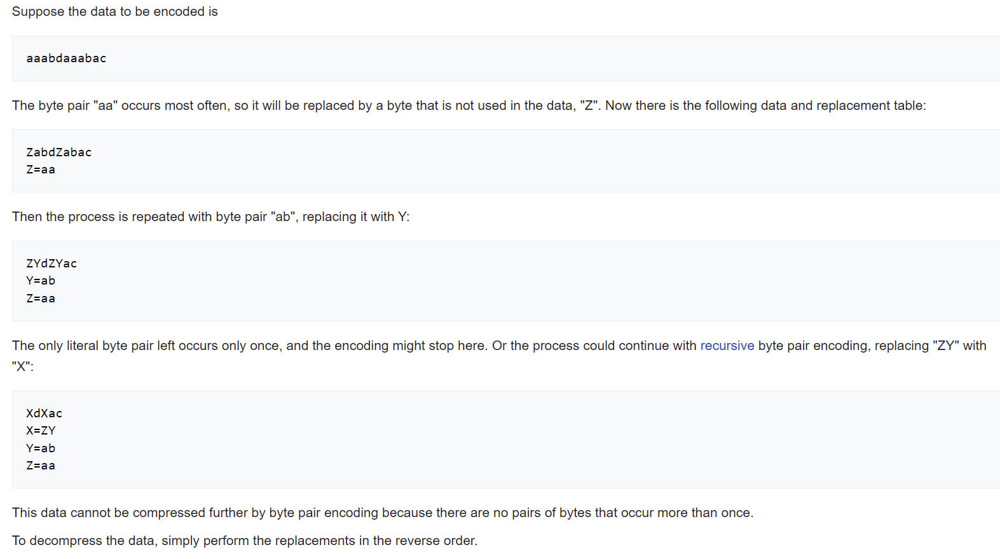 Suppose the data to be encoded is
aaabdaaabac
The byte pair "aa" occurs most often, so it will be replaced by a byte that is not used in the data, "Z". Now there is the following data and replacement table:
ZabdZabac
Z=aa
Then the process is repeated with byte pair "ab", replacing it with Y:
ZYdZYac
Y=ab
Z=aa
The only literal byte pair left occurs only once, and the encoding might stop here. Or the process could continue with recursive byte pair encoding, replacing "ZY" with
"X":
XdXac
X=ZY
Y=ab
Z=aa
This data cannot be compressed further by byte pair encoding because there are no pairs of bytes that occur more than once.
To decompress the data, simply perform the replacements in the reverse order.